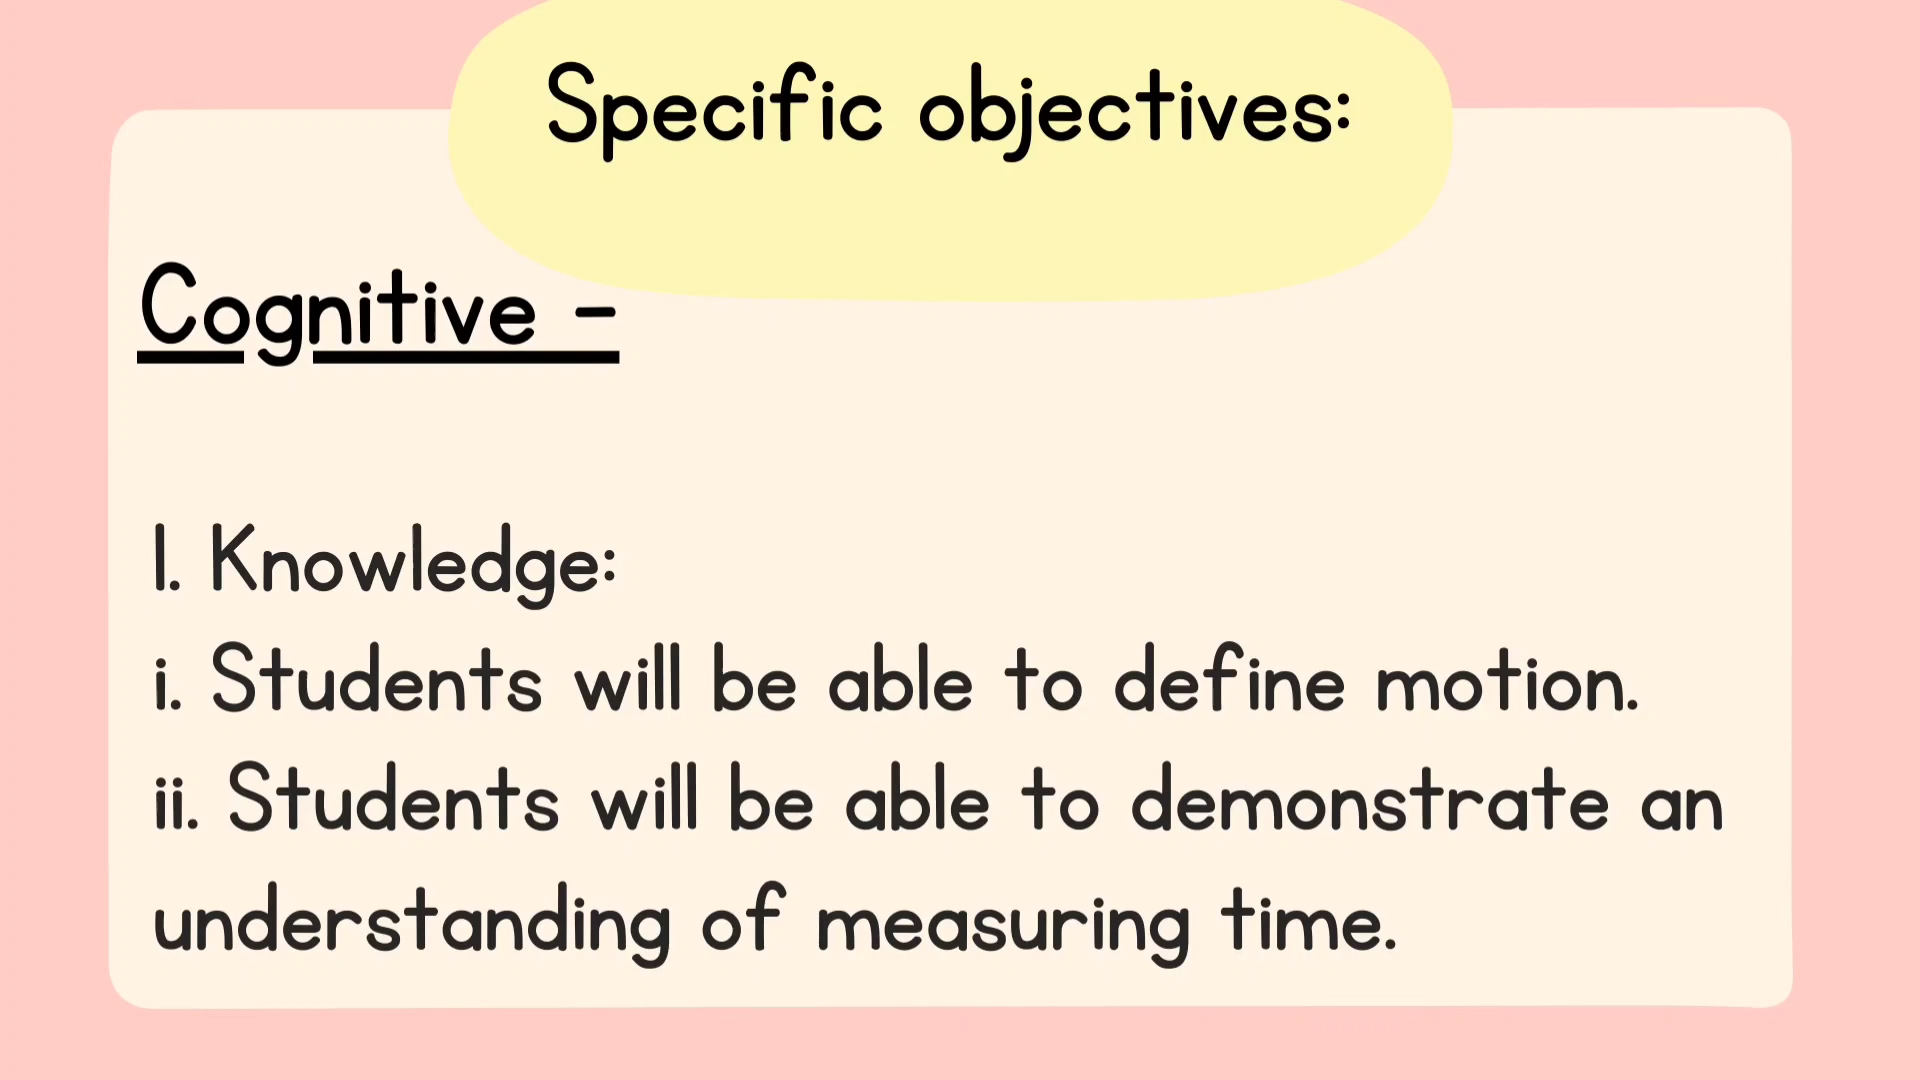 Specific objectives:
Cognitive -
1. Knowledge:
i. Students will be able to define motion.
ii. Students will be able to demonstrate an
understanding of measuring time.